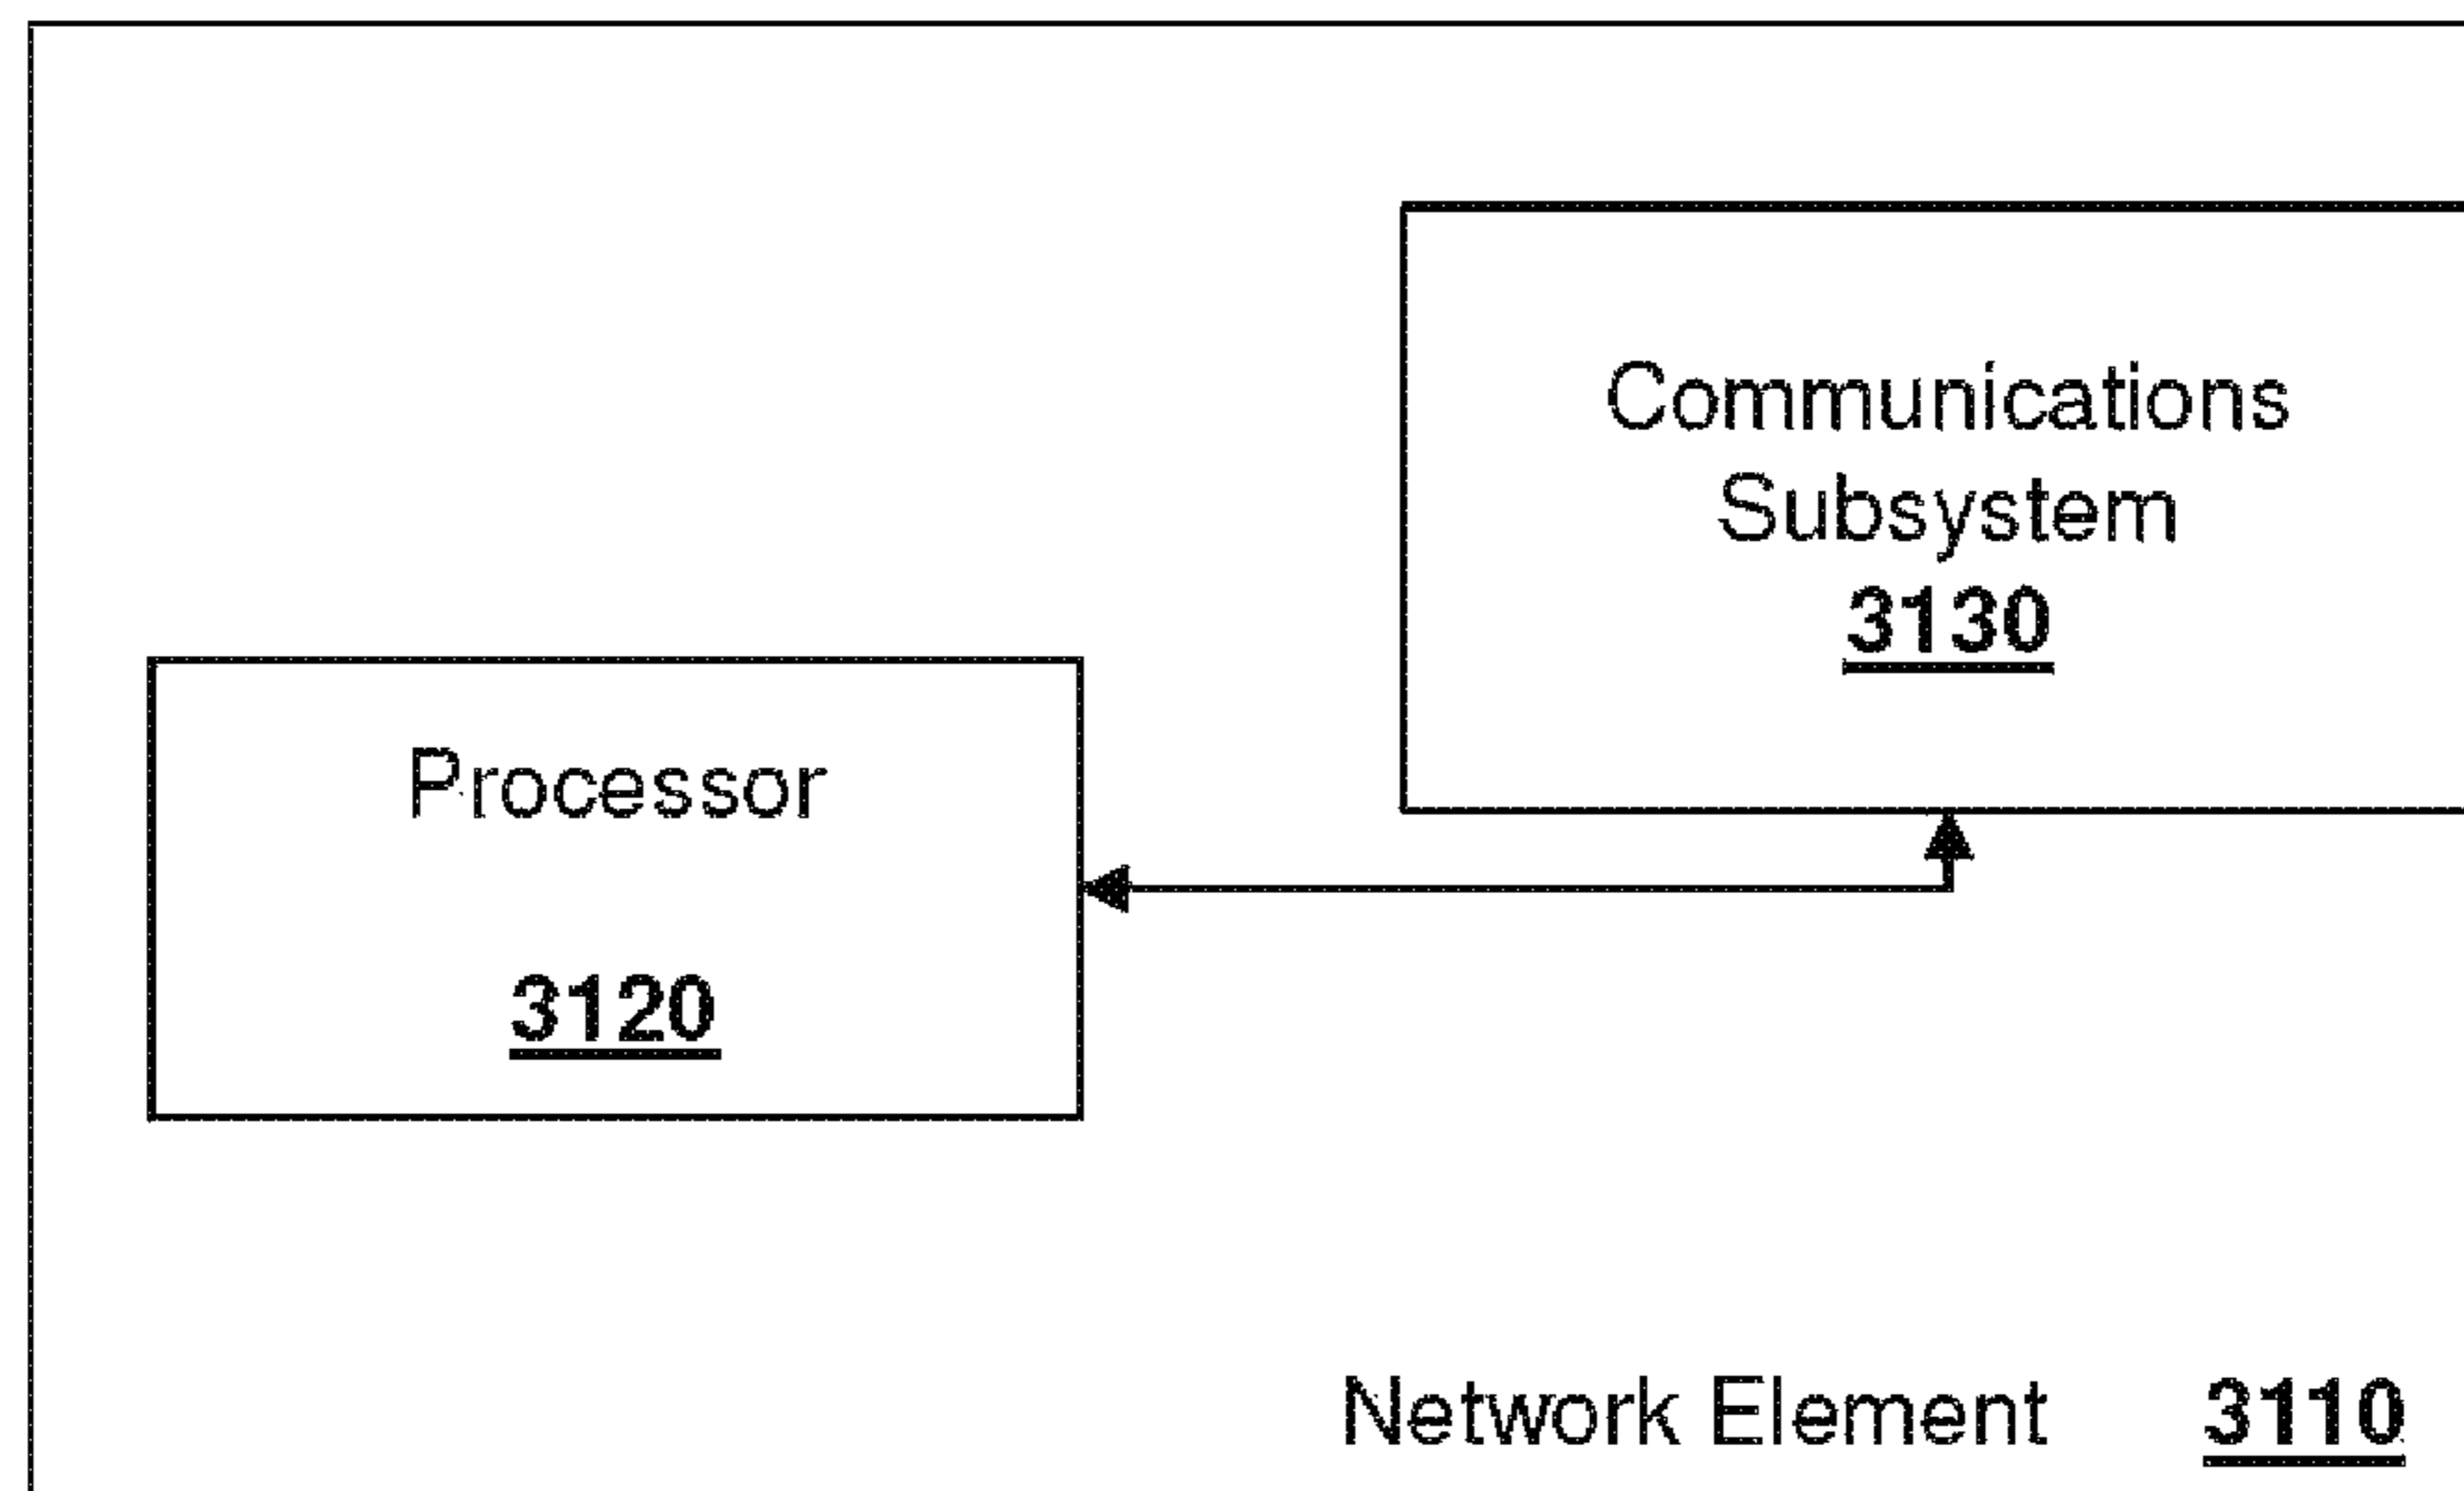 Communications
Subsystem
3130
Processor
3120
Network Element 3110